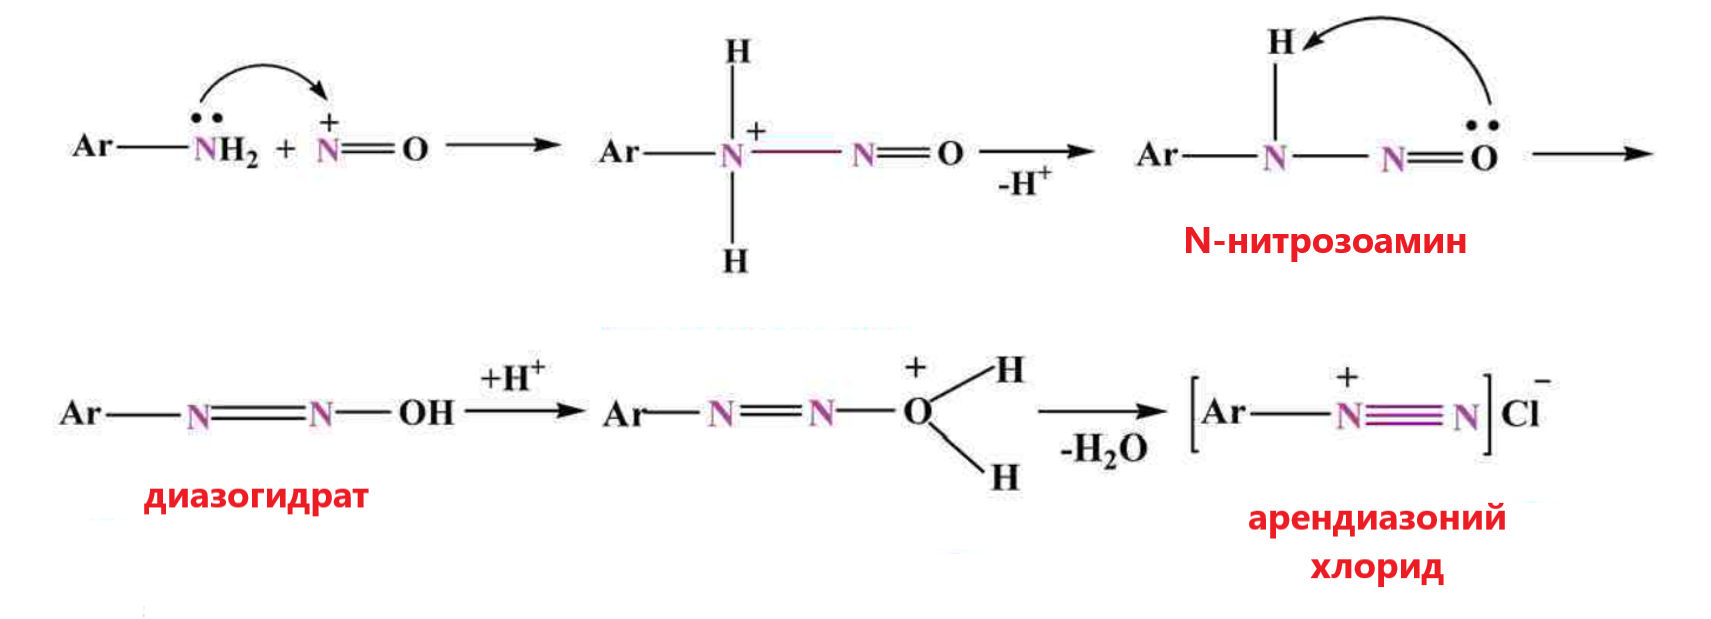 Ar—NH₂ + N⁺=O → Ar—N⁺—N=O → Ar—N—N=O →
H
H
-H⁺
H
N-нитрозоамин
Ar—N=N—OH → Ar—N=N—O⁺ → [Ar—N⁺≡N] Cl⁻
+H⁺
H
H
-H₂O
диазогидрат
арендиазоний
хлорид